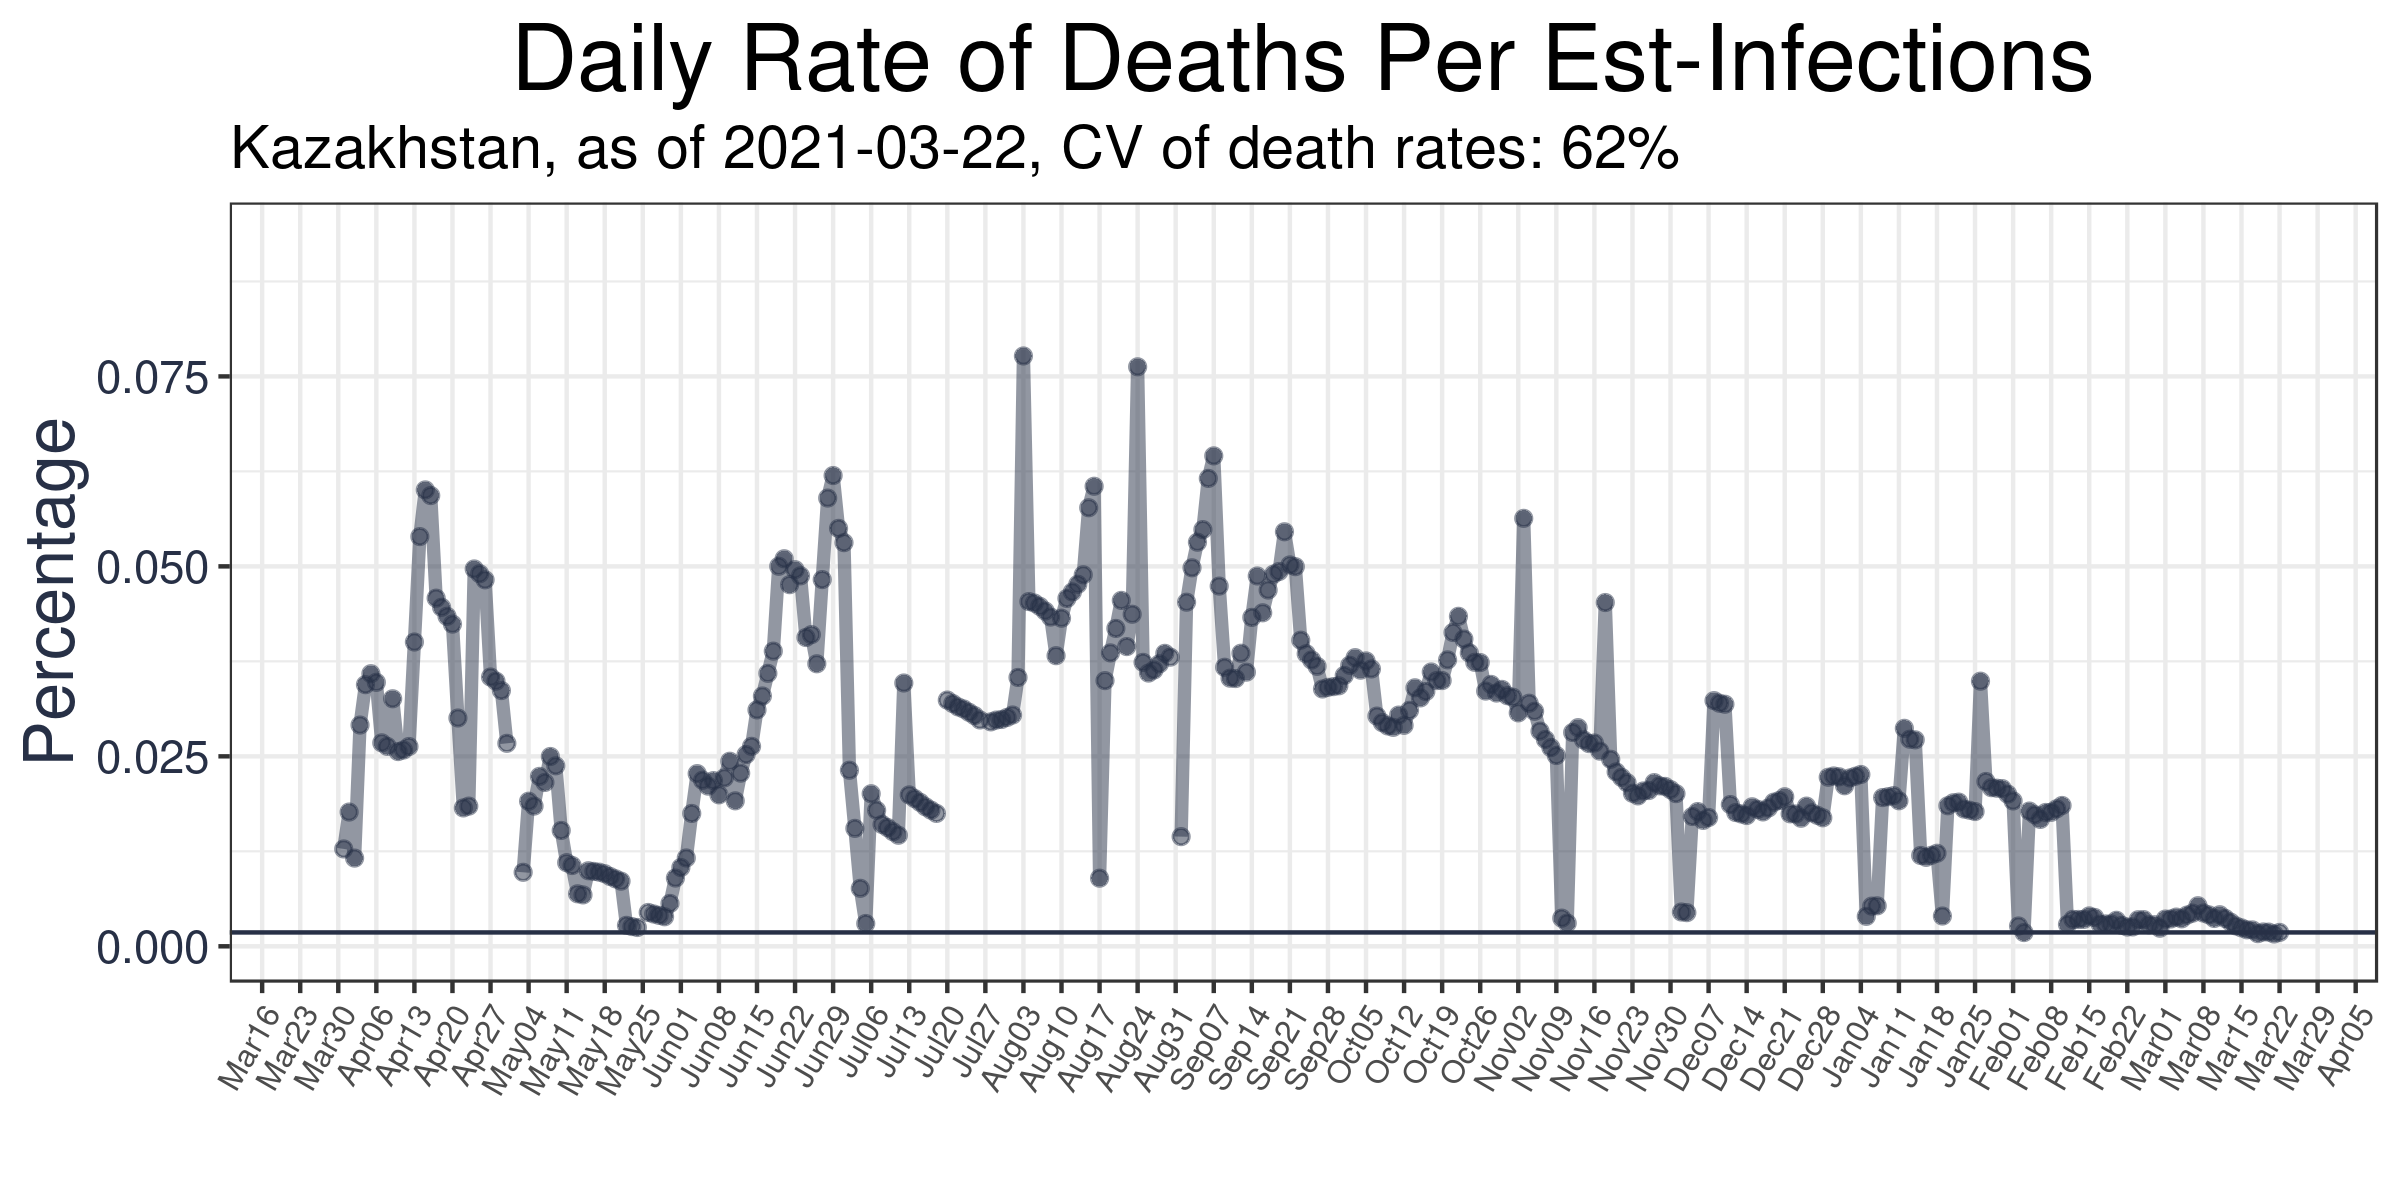 Daily Rate of Deaths Per Est-Infections
Kazakhstan, as of 2021-03-22, CV of death rates: 62%
Percentage
0.075
0.050
0.025
0.000
Mar16
Mar23
Mar30
Apr06
Apr13
Apr20
Apr27
May04
May11
May18
May25
Jun01
Jun08
Jun15
Jun22
Jun29
Jul06
Jul13
Jul20
Jul27
Aug03
Aug10
Aug17
Aug24
Aug31
Sep07
Sep14
Sep21
Sep28
Oct05
Oct12
Oct19
Oct26
Nov02
Nov09
Nov16
Nov23
Nov30
Dec07
Dec14
Dec21
Dec28
Jan04
Jan11
Jan18
Jan25
Feb01
Feb08
Feb15
Feb22
Mar01
Mar08
Mar15
Mar22
Mar29
Apr05